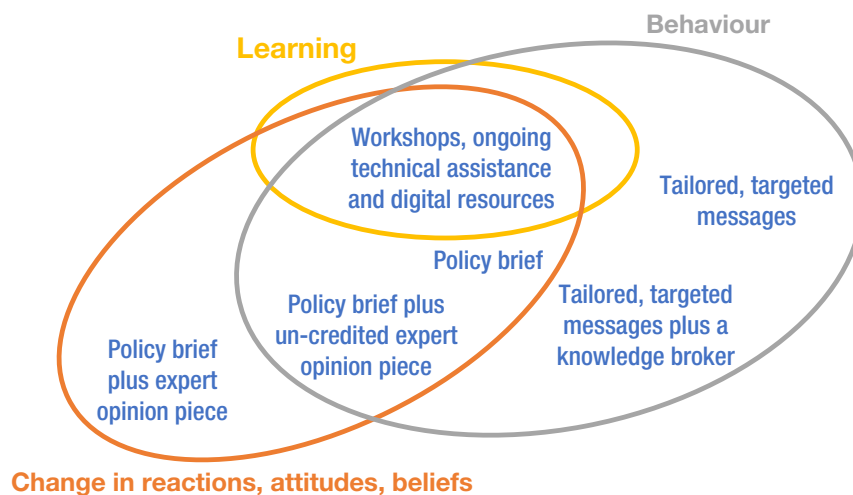 Behaviour
Learning
Workshops, ongoing
technical assistance
and digital resources
Tailored, targeted
messages
Policy brief
Policy brief plus
un-credited expert
opinion piece
Tailored, targeted
messages plus a
knowledge broker
Policy brief
plus expert
opinion piece
Change in reactions, attitudes, beliefs